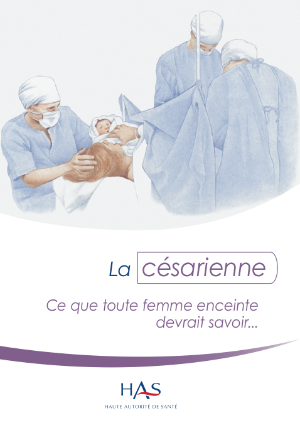 La césarienne
Ce que toute femme enceinte
devrait savoir...
HAS
HAUTE AUTORITÉ DE SANTÉ